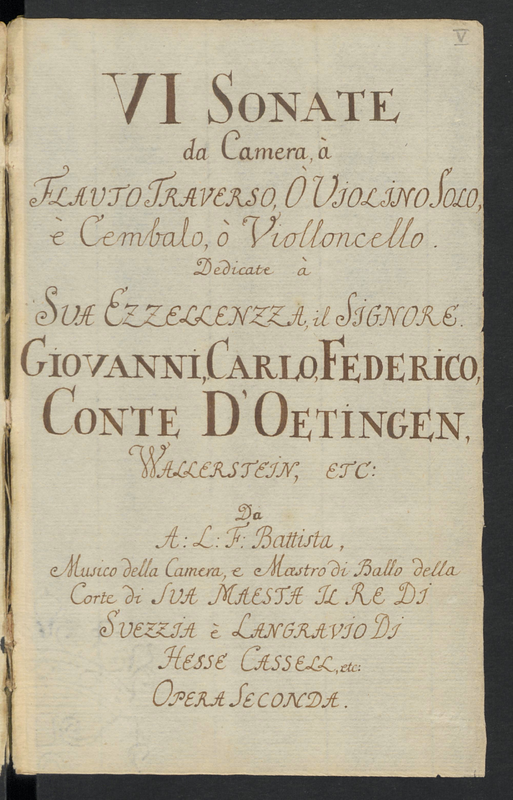 V
VI SONATE
da Camera, à
FLAUTO TRAVERSO, Ò VIOLINO SOLO,
è Cembalo, ò Violloncello.
Dedicate à
SUA EZZELLENZZA, il SIGNORE.
GIOVANNI, CARLO, FEDERICO,
CONTE D'OETINGEN,
WALLERSTEIN, ETC:
Da
A: L: F: Battista,
Musico della Camera, e Mæstro di Ballo della
Corte di SUA MAESTA IL RE DI
SUEZZIA è LANGRAVIO DI
HESSE CASSELL, etc:
OPERA SECONDA.